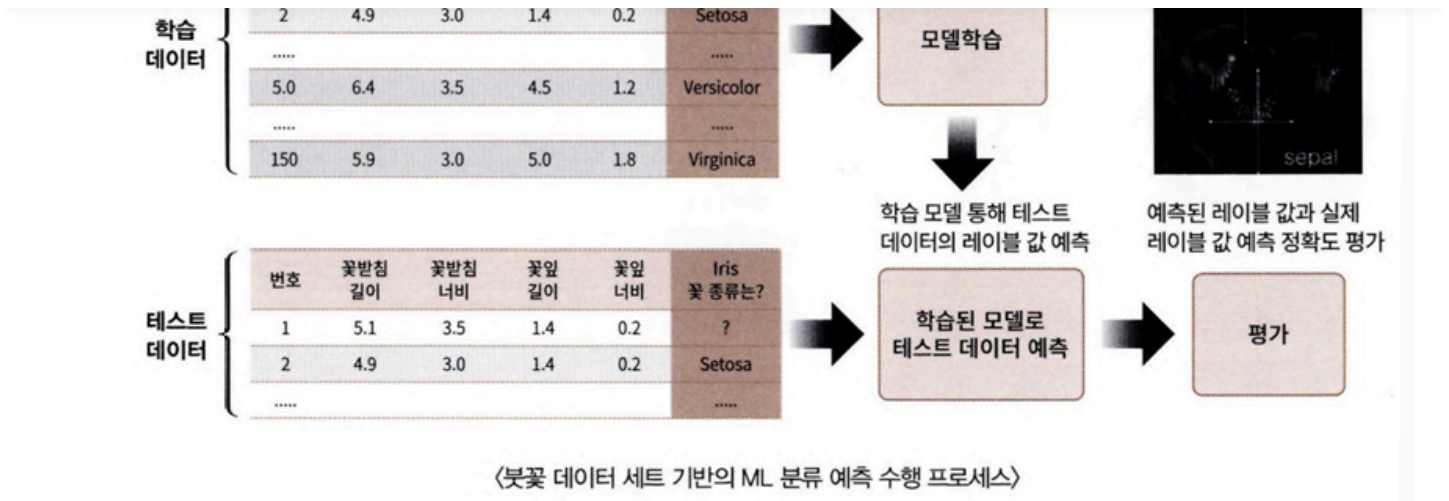 2 4.9 3.0 1.4 0.2 Setosa
..... .....
5.0 6.4 3.5 4.5 1.2 Versicolor
..... .....
150 5.9 3.0 5.0 1.8 Virginica
학습
데이터
모델학습
sepal
학습 모델 통해 테스트
데이터의 레이블 값 예측
예측된 레이블 값과 실제
레이블 값 예측 정확도 평가
테스트
데이터
번호 꽃받침 길이 꽃받침 너비 꽃잎 길이 꽃잎 너비 Iris 꽃 종류는?
1 5.1 3.5 1.4 0.2 ?
2 4.9 3.0 1.4 0.2 Setosa
..... .....
학습된 모델로
테스트 데이터 예측
평가
〈붓꽃 데이터 세트 기반의 ML 분류 예측 수행 프로세스〉